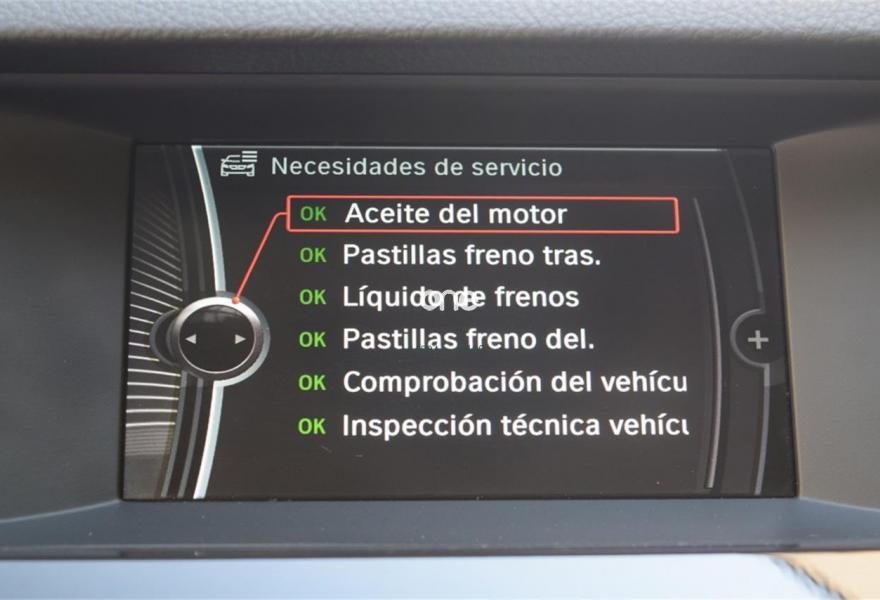 Necesidades de servicio
OK Aceite del motor
OK Pastillas freno tras.
OK Líquido de frenos
one
OK Pastillas freno del.
OK Comprobación del vehícu
OK Inspección técnica vehícu